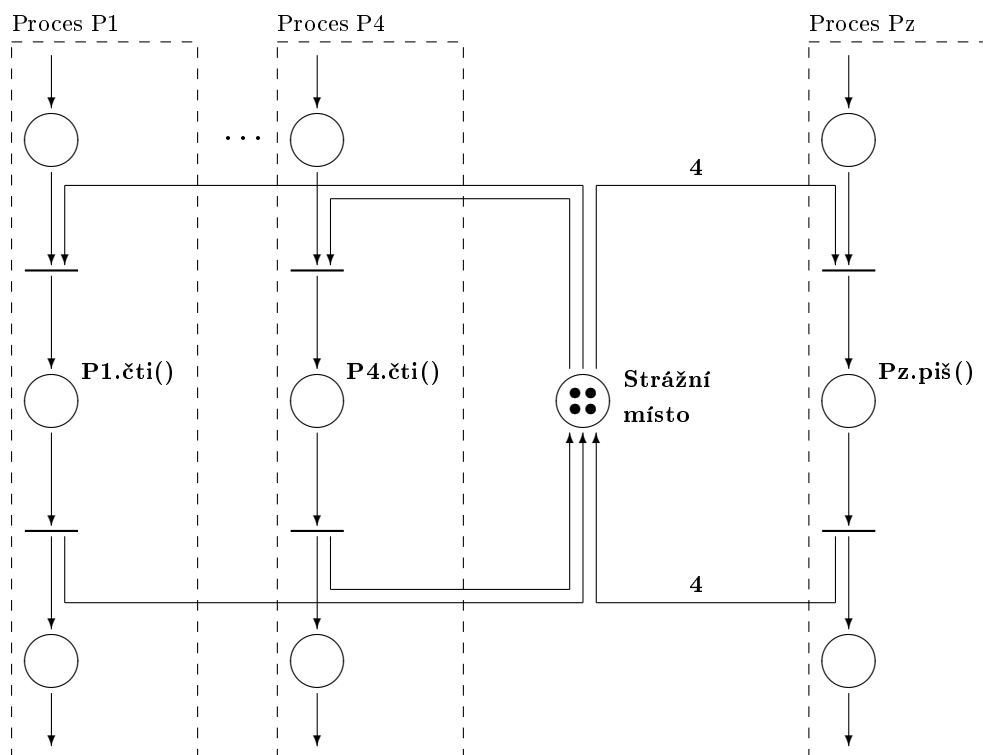 Proces P1
Proces P4
Proces Pz
. . .
4
P1.čti()
P4.čti()
Strážní
místo
Pz.piš()
4